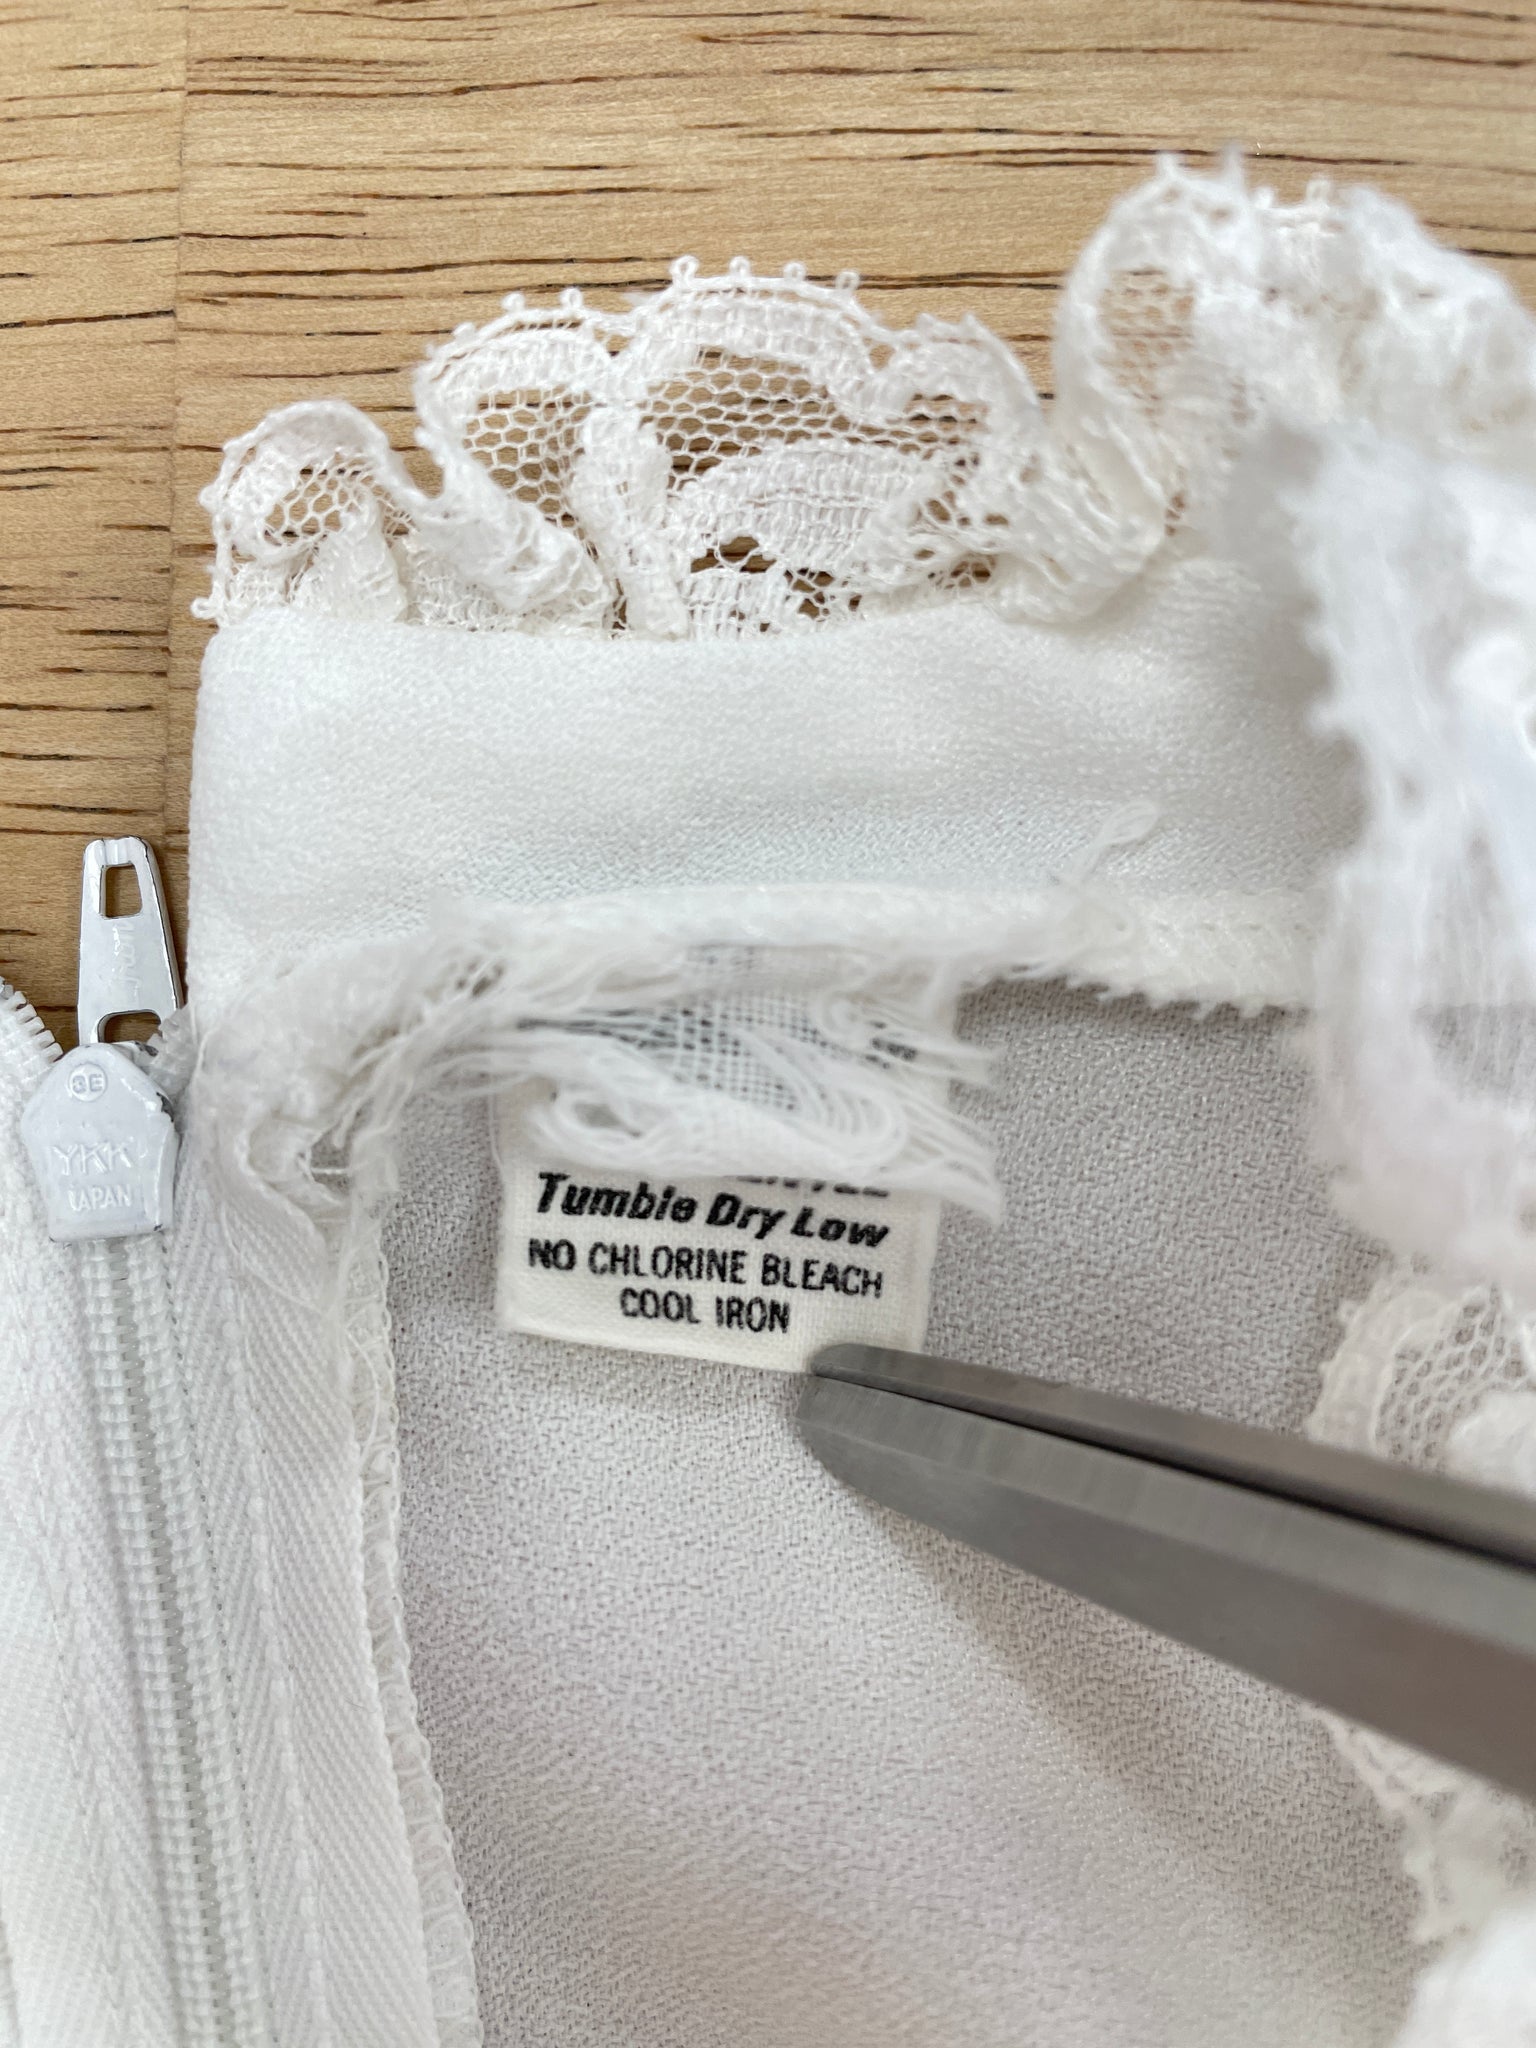 YKK
JAPAN
Tumble Dry Low
NO CHLORINE BLEACH
COOL IRON